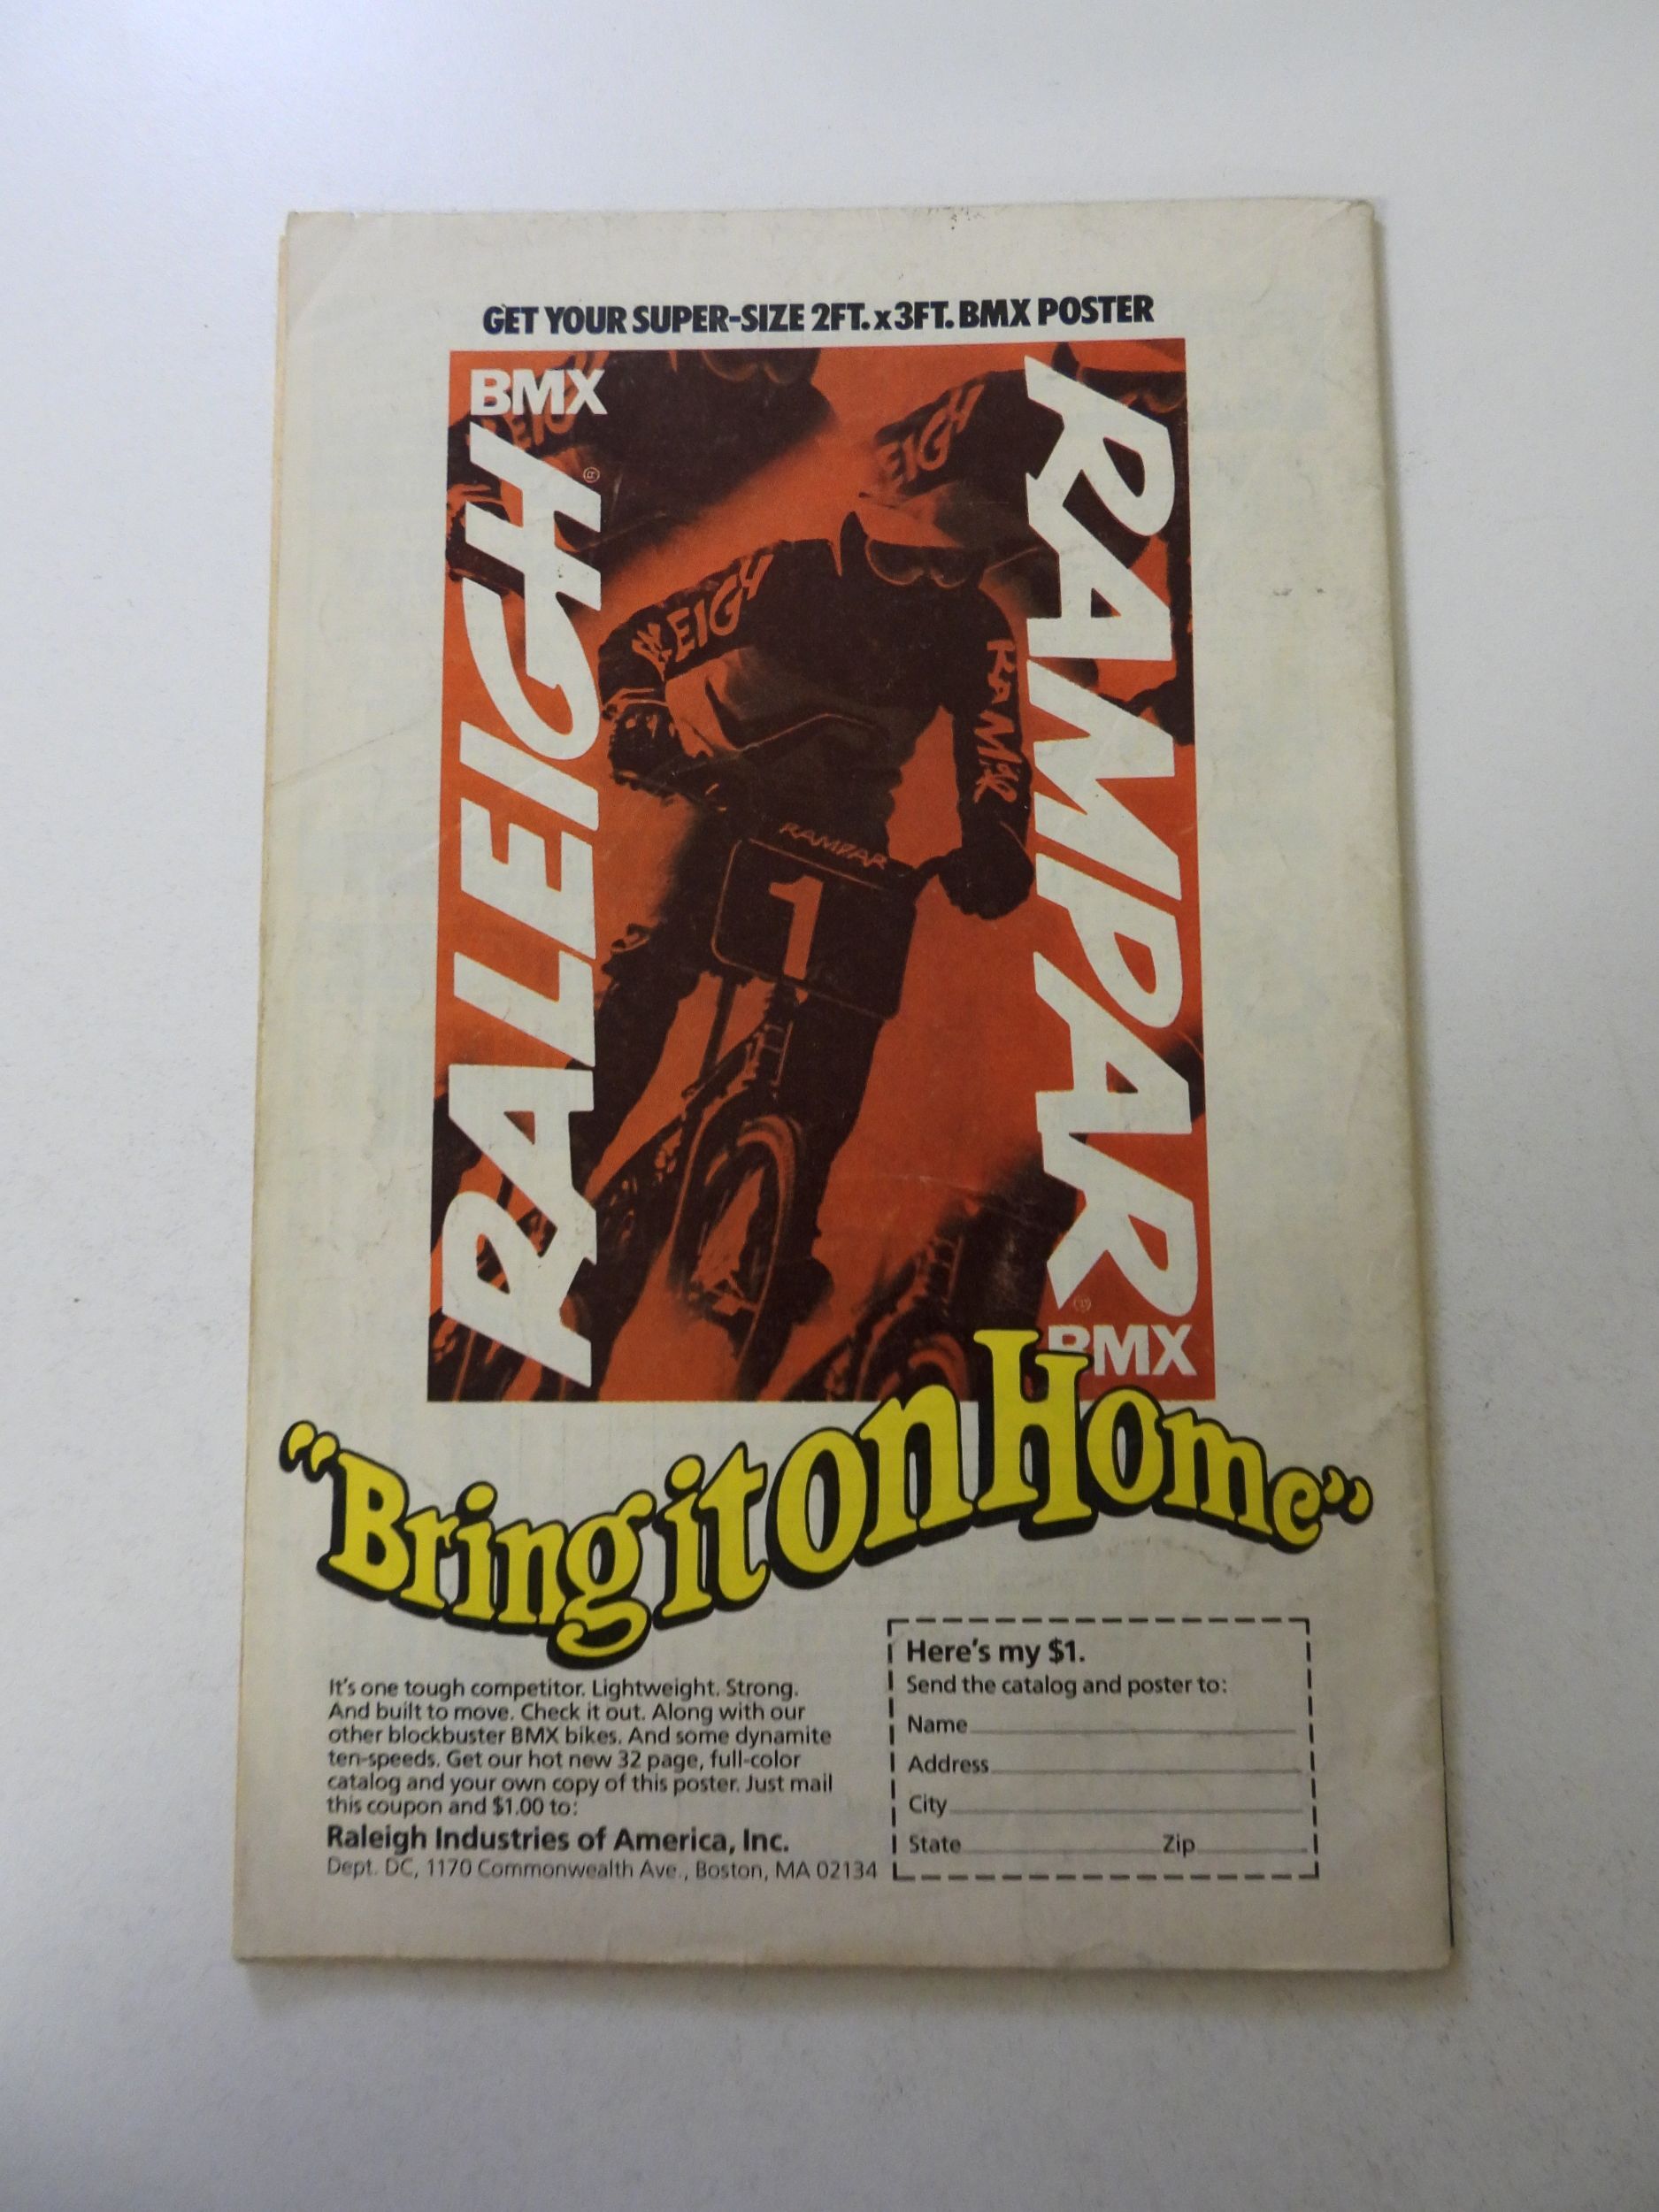 GET YOUR SUPER-SIZE 2FT. x 3FT. BMX POSTER
BMX
RALEIGH®
RAMPAR®
BMX
EIGH
EIGH
LEIGH
RAMPAR
RAMPAR
1
"Bring it on Home"
It's one tough competitor. Lightweight. Strong.
And built to move. Check it out. Along with our
other blockbuster BMX bikes. And some dynamite
ten-speeds. Get our hot new 32 page, full-color
catalog and your own copy of this poster. Just mail
this coupon and $1.00 to:
Raleigh Industries of America, Inc.
Dept. DC, 1170 Commonwealth Ave., Boston, MA 02134
Here's my $1.
Send the catalog and poster to:
Name
Address
City
State Zip